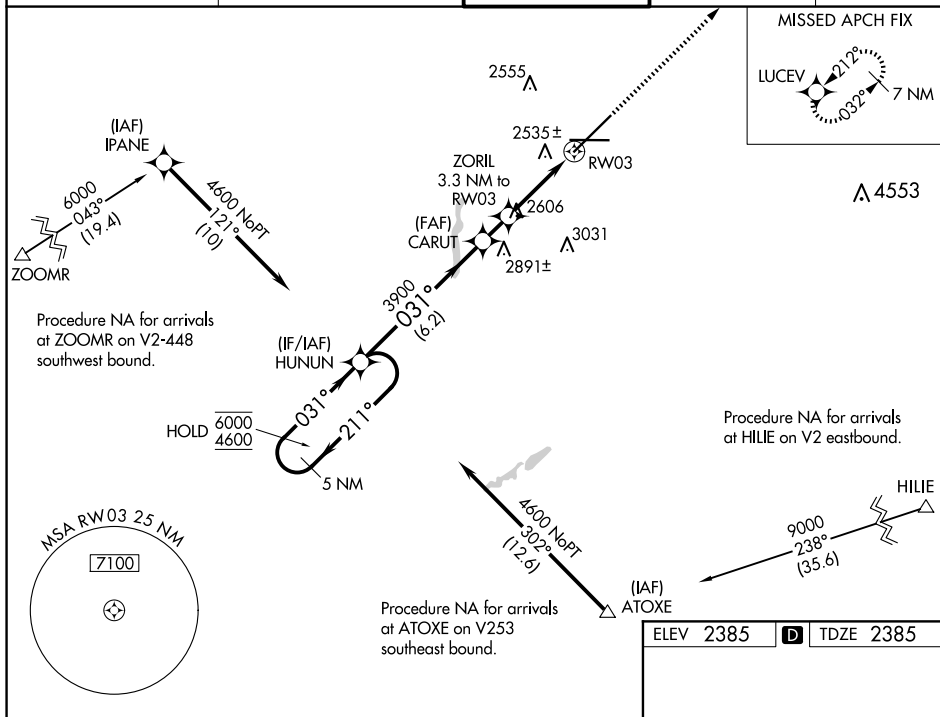 MISSED APCH FIX
LUCEV
212°
032°
7 NM
2555
2535±
RW03
(IAF)
IPANE
ZORIL
3.3 NM to
RW03
2606
4553
6000
043°
(19.4)
4600 NoPT
121°
(10)
(FAF)
CARUT
3031
2891±
ZOOMR
3900
031°
(6.2)
Procedure NA for arrivals
at ZOOMR on V2-448
southwest bound.
(IF/IAF)
HUNUN
031°
211°
HOLD
6000
4600
5 NM
Procedure NA for arrivals
at HILIE on V2 eastbound.
HILIE
9000
238°
(35.6)
4600 NoPT
302°
(12.6)
(IAF)
ATOXE
MSA RW03 25 NM
7100
Procedure NA for arrivals
at ATOXE on V253
southeast bound.
ELEV 2385 D TDZE 2385